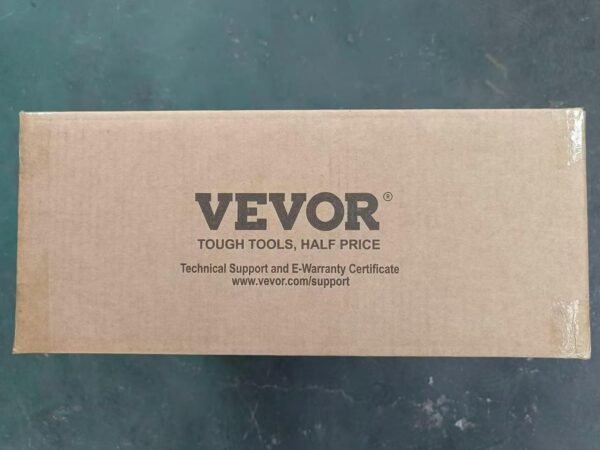 VEVOR®
TOUGH TOOLS, HALF PRICE
Technical Support and E-Warranty Certificate
www.vevor.com/support